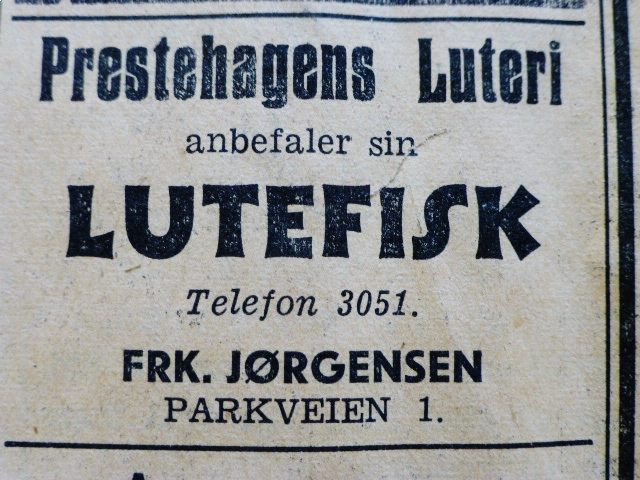 Prestehagens Luteri
anbefaler sin
LUTEFISK
Telefon 3051.
FRK. JØRGENSEN
PARKVEIEN 1.